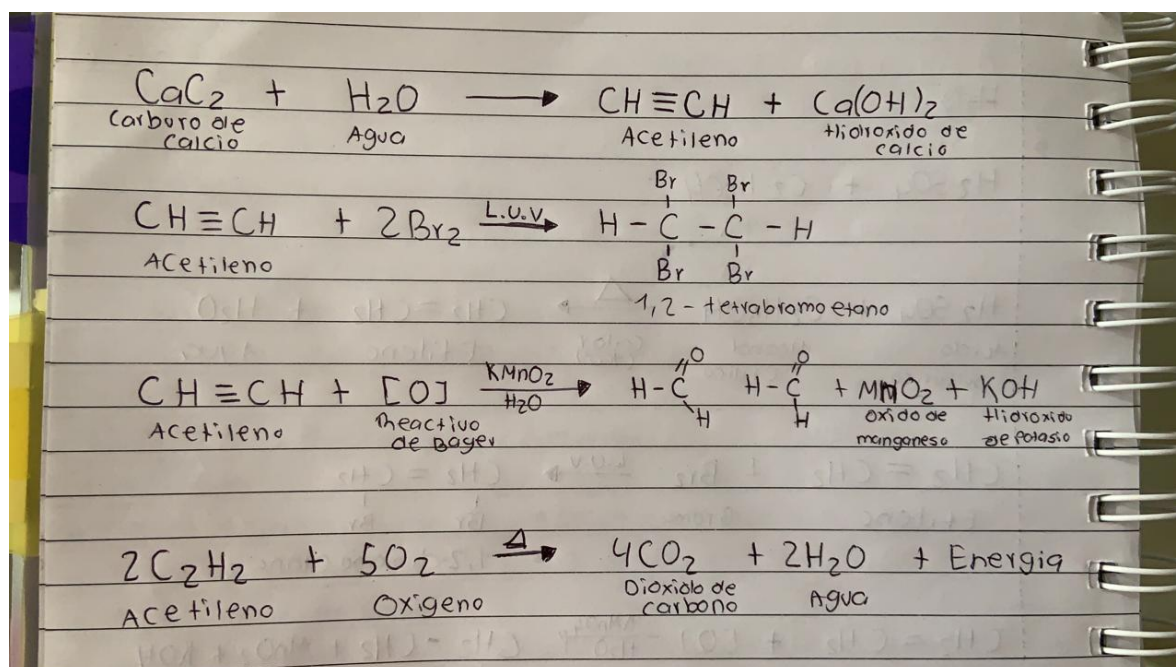 CaC2 + H2O → CH≡CH + Ca(OH)2
Carburo de calcio Agua Acetileno Hidroxido de calcio
CH≡CH + 2Br2 L.U.V → H - C - C - H Br Br Br Br
Acetileno 1,2 - tetrabromo etano
CH≡CH + [O] KMnO2 H2O → H-C O H H-C O H + MnO2 + KOH
Acetileno Reactivo de Bayer oxido de manganeso Hidroxido de Potasio
2C2H2 + 5O2 Δ → 4CO2 + 2H2O + Energia
Acetileno Oxigeno Dioxido de carbono Agua